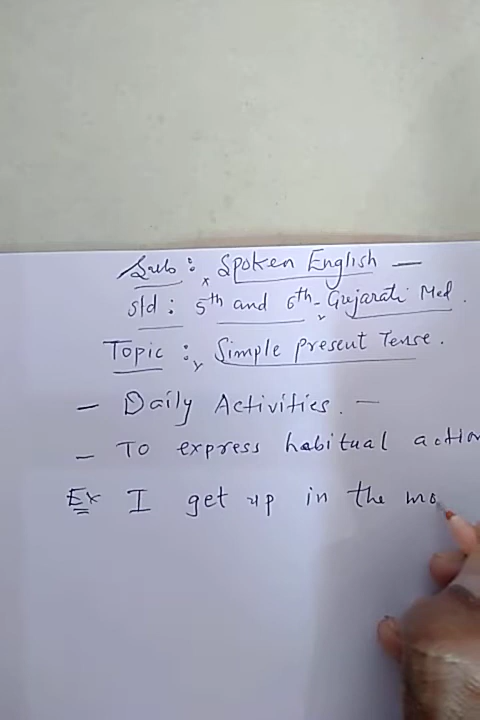 Sub : Spoken English —
Std : 5th and 6th - Gujarati Med.
Topic : Simple present Tense.
— Daily Activities. —
— To express habitual action
Ex I get up in the mo